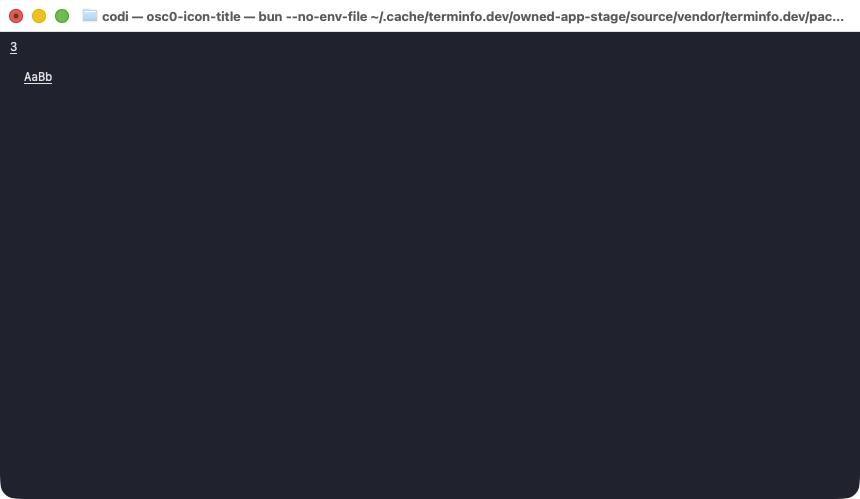 codi — osc0-icon-title — bun --no-env-file ~/.cache/terminfo.dev/owned-app-stage/source/vendor/terminfo.dev/pac...
3
AaBb